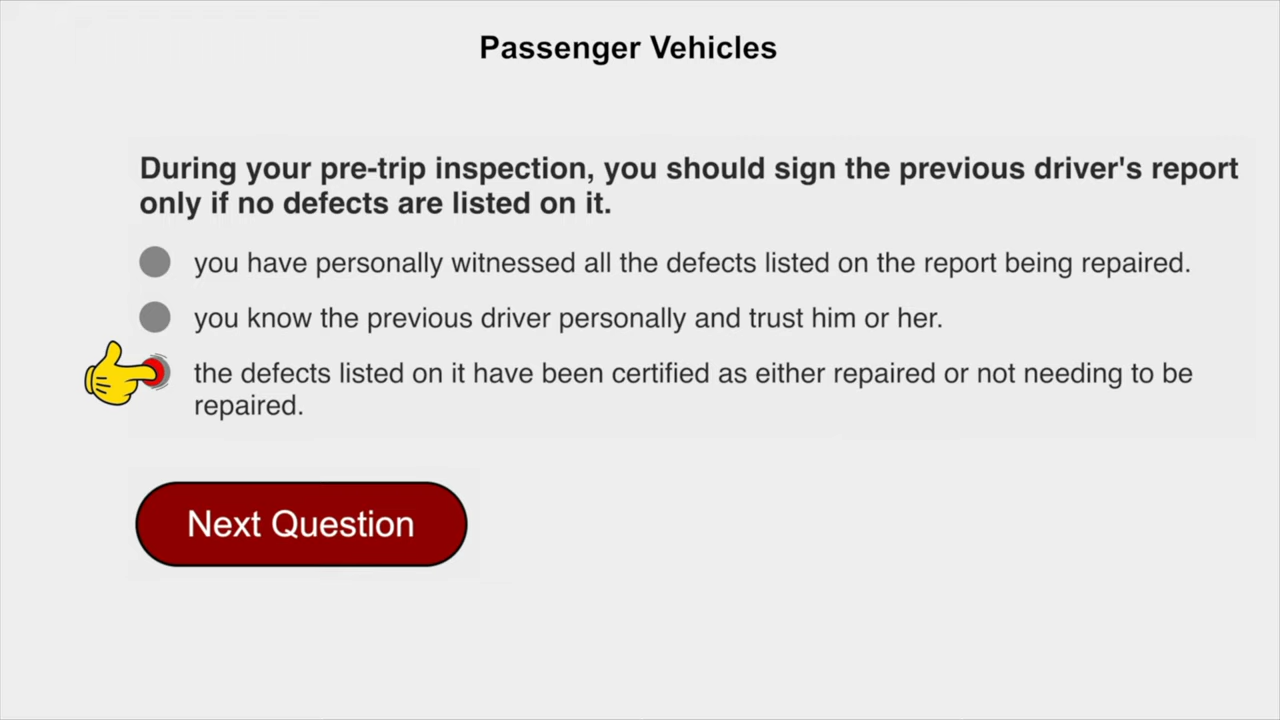 Passenger Vehicles
During your pre-trip inspection, you should sign the previous driver's report
only if no defects are listed on it.
you have personally witnessed all the defects listed on the report being repaired.
you know the previous driver personally and trust him or her.
the defects listed on it have been certified as either repaired or not needing to be
repaired.
Next Question